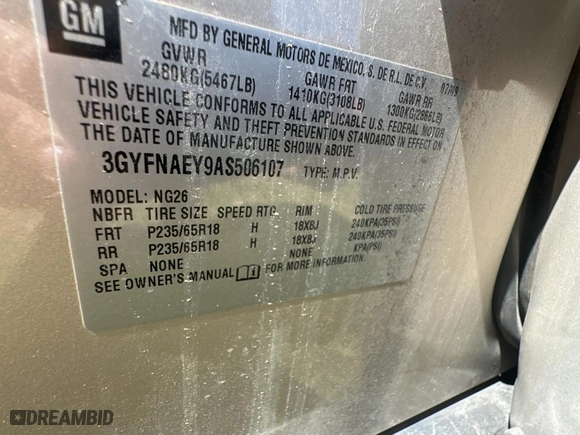 GM
MFD BY GENERAL MOTORS DE MEXICO, S. DE R.L. DE C.V. 07/09
GVWR GAWR FRT GAWR RR
2480KG(5467LB) 1410KG(3108LB) 1300KG(2866LB)
THIS VEHICLE CONFORMS TO ALL APPLICABLE U.S. FEDERAL MOTOR
VEHICLE SAFETY AND THEFT PREVENTION STANDARDS IN EFFECT ON
THE DATE OF MANUFACTURE SHOWN ABOVE.
3GYFNAEY9AS506107 TYPE: M.P.V.
MODEL: NG26
NBFR TIRE SIZE SPEED RTG RIM COLD TIRE PRESSURE
FRT P235/65R18 H 18X8J 240KPA(35PSI)
RR P235/65R18 H 18X8J 240KPA(35PSI)
SPA NONE NONE KPA(PSI)
SEE OWNER'S MANUAL FOR MORE INFORMATION.
DREAMBID